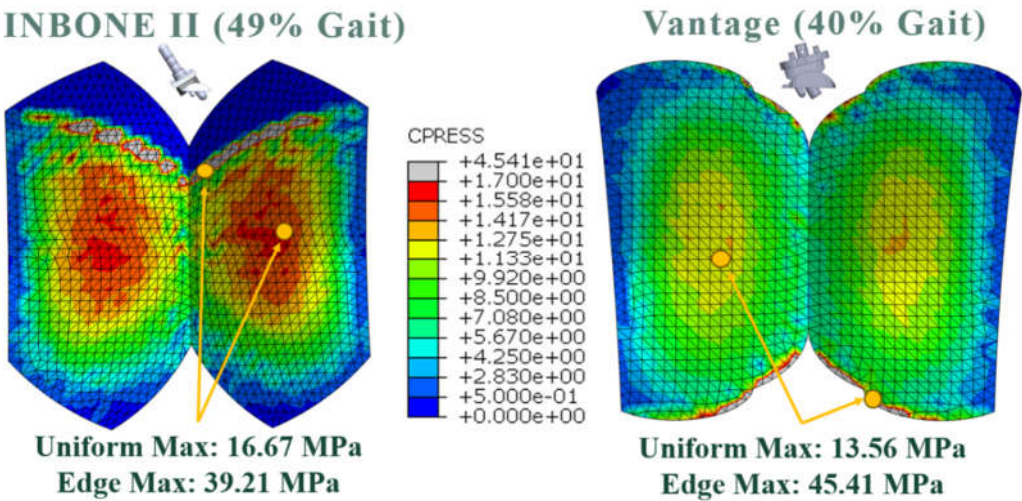 INBONE II (49% Gait)
Vantage (40% Gait)
CPRESS
+4.541e+01
+1.700e+01
+1.558e+01
+1.417e+01
+1.275e+01
+1.133e+01
+9.920e+00
+8.500e+00
+7.080e+00
+5.670e+00
+4.250e+00
+2.830e+00
+5.000e-01
+0.000e+00
Uniform Max: 16.67 MPa
Edge Max: 39.21 MPa
Uniform Max: 13.56 MPa
Edge Max: 45.41 MPa